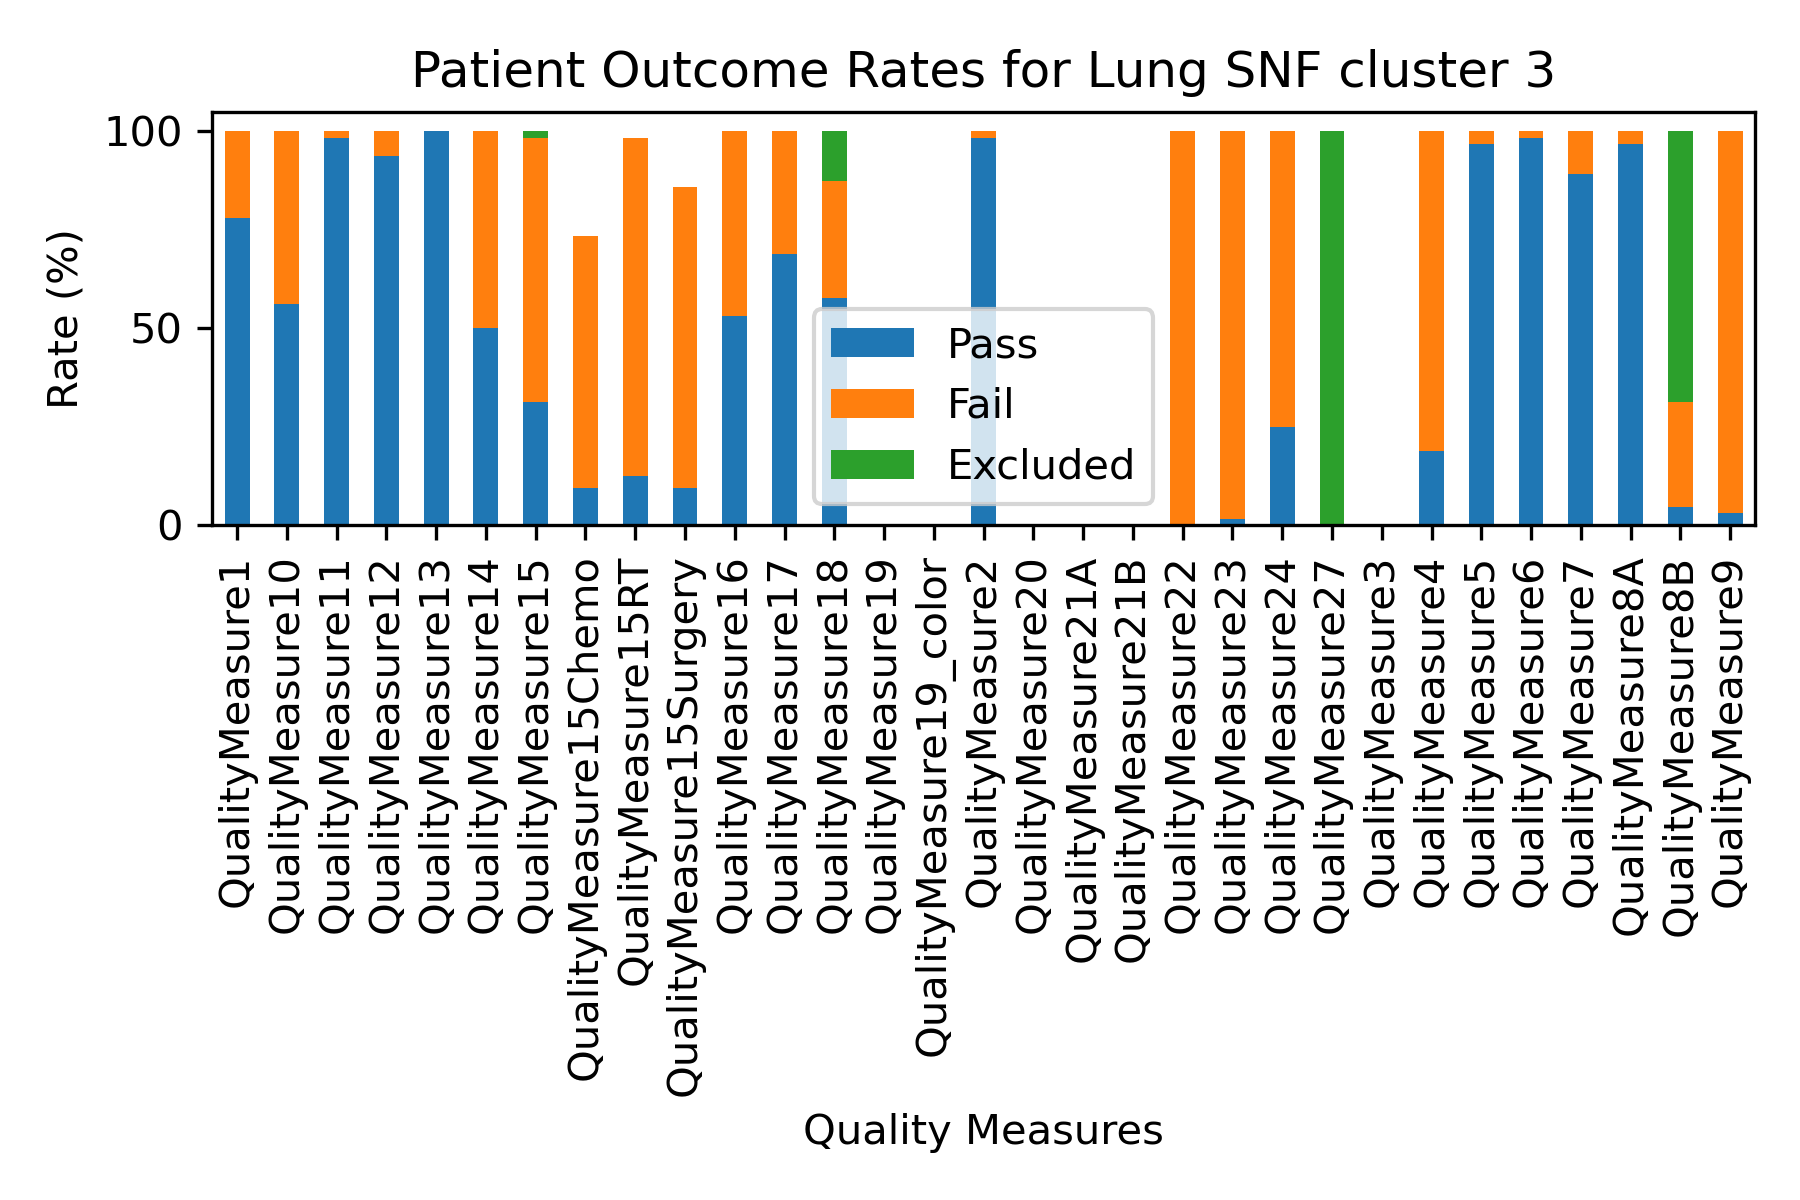 Patient Outcome Rates for Lung SNF cluster 3
Rate (%)
100
50
0
Pass
Fail
Excluded
QualityMeasure1
QualityMeasure10
QualityMeasure11
QualityMeasure12
QualityMeasure13
QualityMeasure14
QualityMeasure15
QualityMeasure15Chemo
QualityMeasure15RT
QualityMeasure15Surgery
QualityMeasure16
QualityMeasure17
QualityMeasure18
QualityMeasure19
QualityMeasure19_color
QualityMeasure2
QualityMeasure20
QualityMeasure21A
QualityMeasure21B
QualityMeasure22
QualityMeasure23
QualityMeasure24
QualityMeasure27
QualityMeasure3
QualityMeasure4
QualityMeasure5
QualityMeasure6
QualityMeasure7
QualityMeasure8A
QualityMeasure8B
QualityMeasure9
Quality Measures